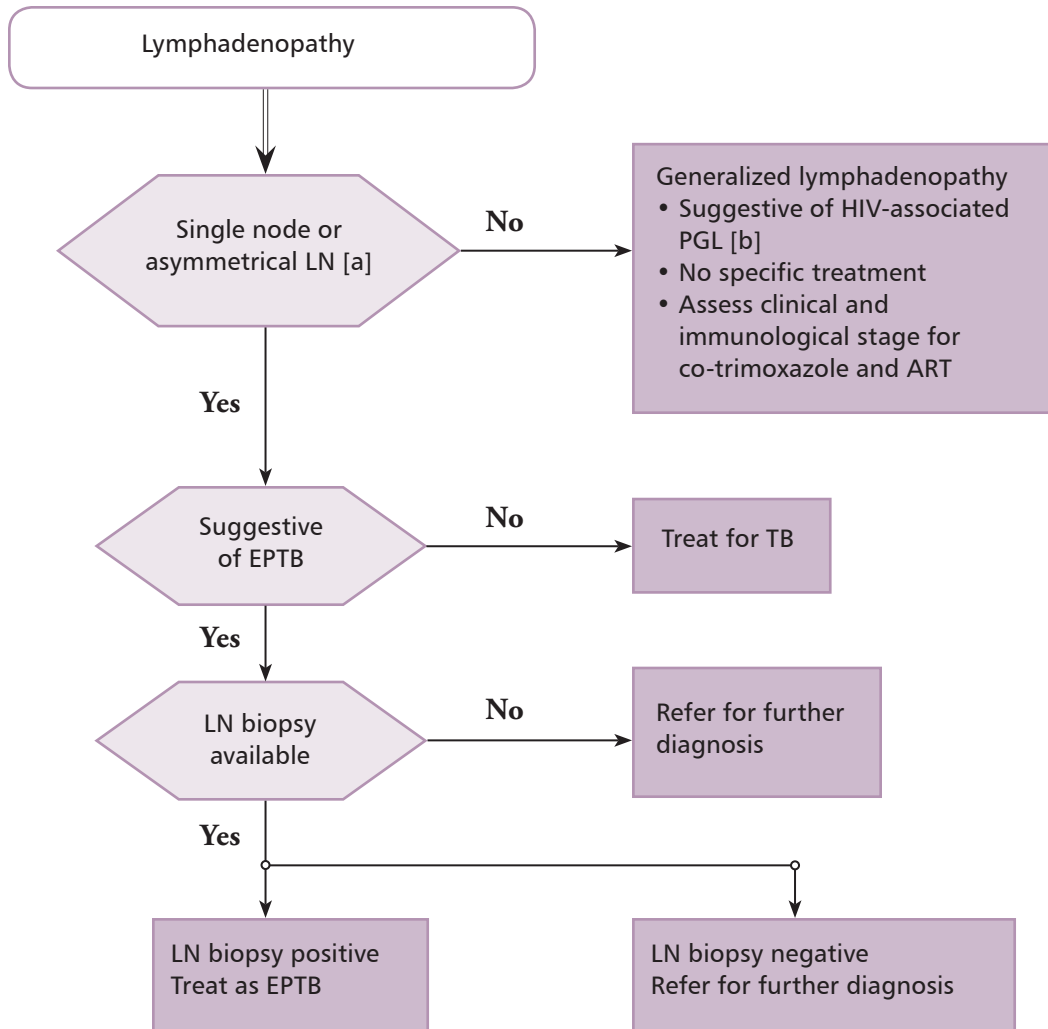 Lymphadenopathy
Single node or
asymmetrical LN [a]
No
Generalized lymphadenopathy
• Suggestive of HIV-associated
PGL [b]
• No specific treatment
• Assess clinical and
immunological stage for
co-trimoxazole and ART
Yes
Suggestive
of EPTB
No
Treat for TB
Yes
LN biopsy
available
No
Refer for further
diagnosis
Yes
LN biopsy positive
Treat as EPTB
LN biopsy negative
Refer for further diagnosis